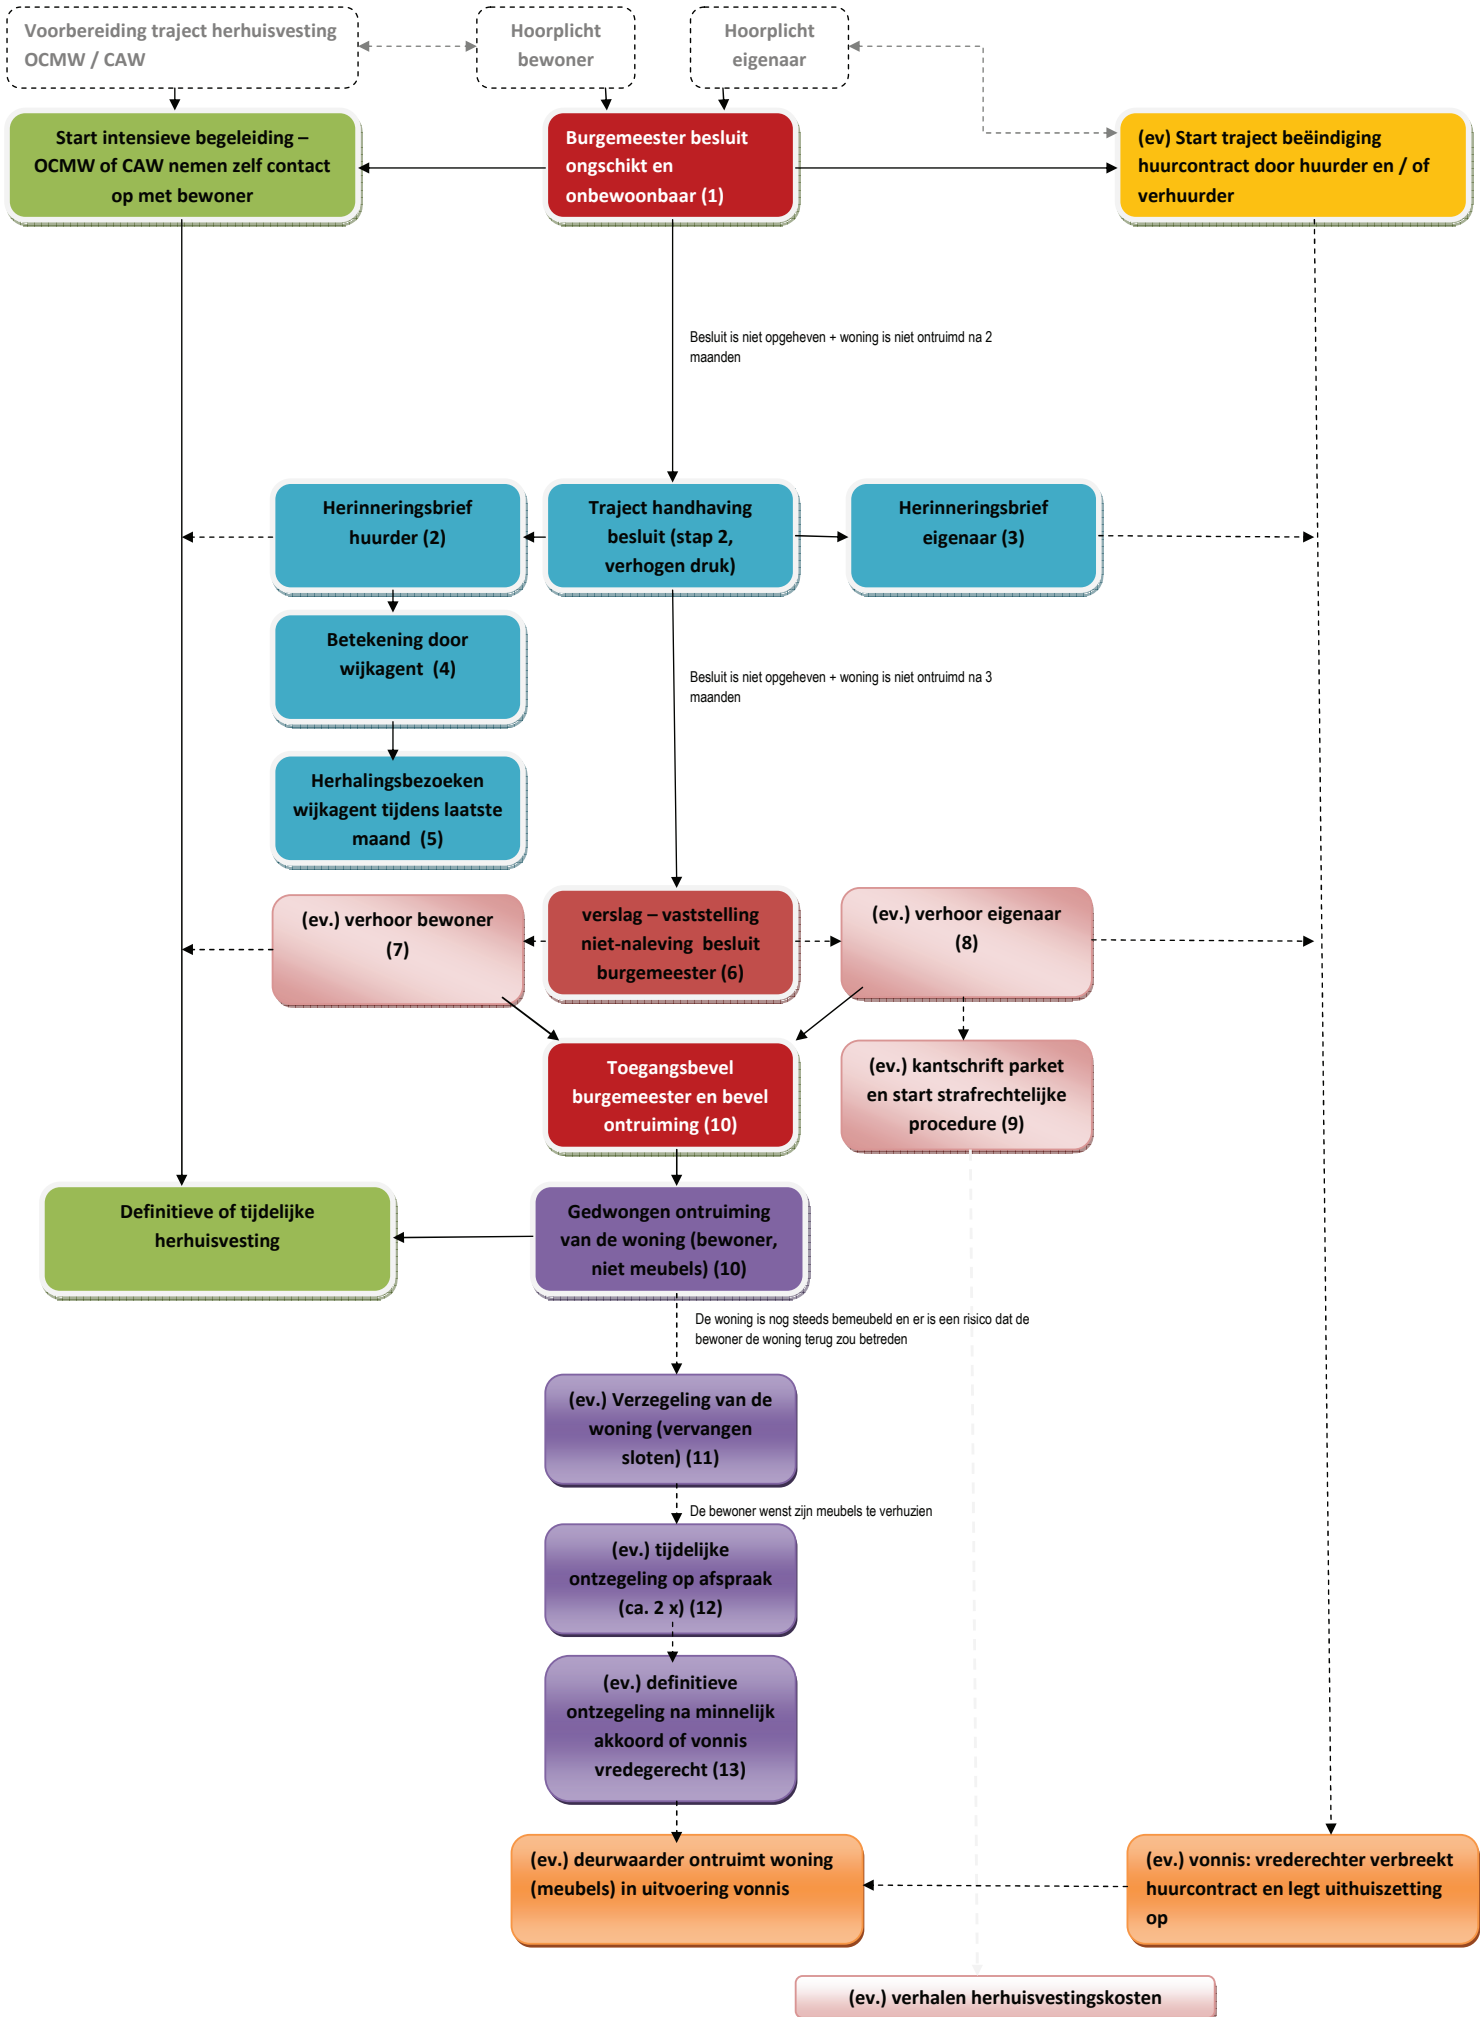 Voorbereiding traject herhuisvesting
OCMW / CAW
Hoorplicht
bewoner
Hoorplicht
eigenaar
Start intensieve begeleiding –
OCMW of CAW nemen zelf contact
op met bewoner
Burgemeester besluit
ongschikt en
onbewoonbaar (1)
(ev) Start traject beëindiging
huurcontract door huurder en / of
verhuurder
Besluit is niet opgeheven + woning is niet ontruimd na 2
maanden
Herinneringsbrief
huurder (2)
Traject handhaving
besluit (stap 2,
verhogen druk)
Herinneringsbrief
eigenaar (3)
Betekening door
wijkagent (4)
Besluit is niet opgeheven + woning is niet ontruimd na 3
maanden
Herhalingsbezoeken
wijkagent tijdens laatste
maand (5)
(ev.) verhoor bewoner
(7)
verslag – vaststelling
niet-naleving besluit
burgemeester (6)
(ev.) verhoor eigenaar
(8)
Toegangsbevel
burgemeester en bevel
ontruiming (10)
(ev.) kantschrift parket
en start strafrechtelijke
procedure (9)
Definitieve of tijdelijke
herhuisvesting
Gedwongen ontruiming
van de woning (bewoner,
niet meubels) (10)
De woning is nog steeds bemeubeld en er is een risico dat de
bewoner de woning terug zou betreden
(ev.) Verzegeling van de
woning (vervangen
sloten) (11)
De bewoner wenst zijn meubels te verhuzien
(ev.) tijdelijke
ontzegeling op afspraak
(ca. 2 x) (12)
(ev.) definitieve
ontzegeling na minnelijk
akkoord of vonnis
vredegerecht (13)
(ev.) deurwaarder ontruimt woning
(meubels) in uitvoering vonnis
(ev.) vonnis: vrederechter verbreekt
huurcontract en legt uithuiszetting
op
(ev.) verhalen herhuisvestingskosten